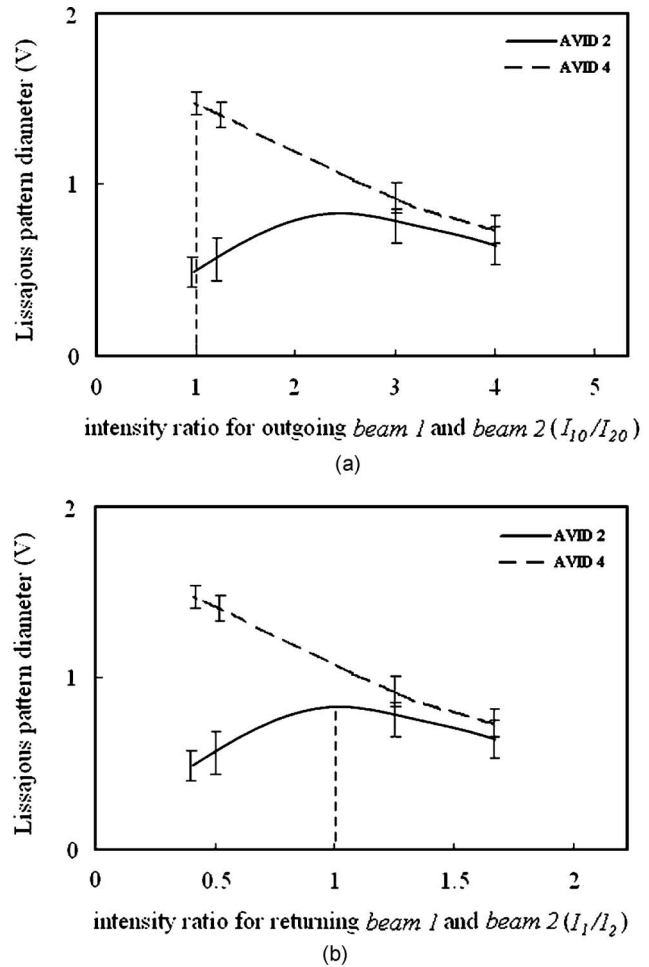 2
AVID 2
AVID 4
Lissajous pattern diameter (V)
1
0
0 1 2 3 4 5
intensity ratio for outgoing beam 1 and beam 2 (I10/I20)
(a)
2
AVID 2
AVID 4
Lissajous pattern diameter (V)
1
0
0 0.5 1 1.5 2
intensity ratio for returning beam 1 and beam 2 (I1/I2)
(b)